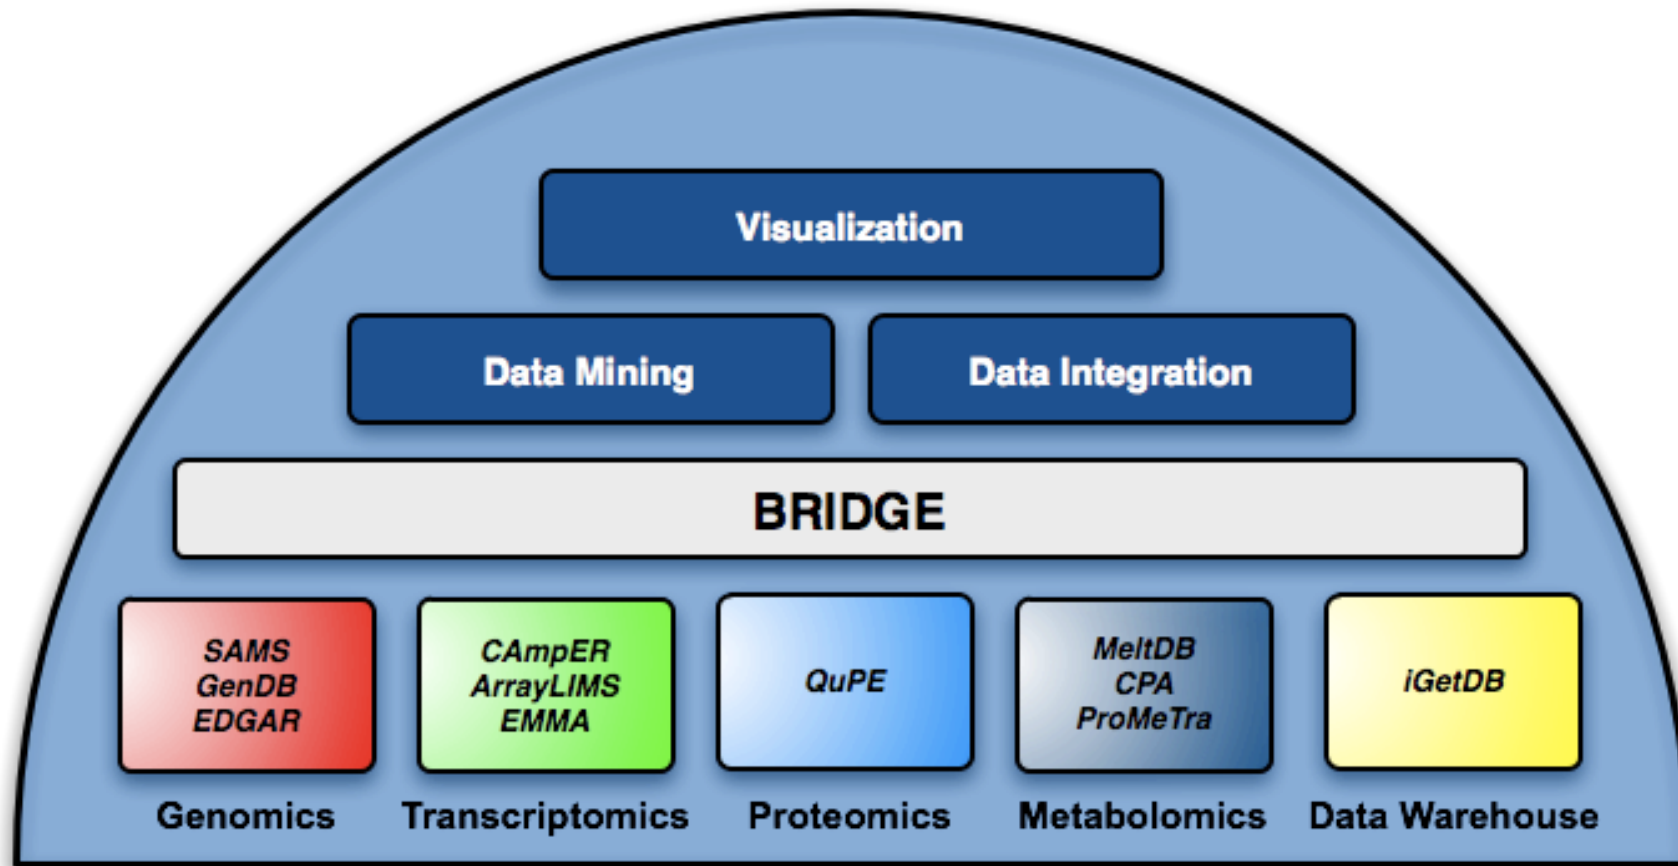 Visualization
Data Mining
Data Integration
BRIDGE
SAMS
GenDB
EDGAR
CAmpER
ArrayLIMS
EMMA
QuPE
MeltDB
CPA
ProMeTra
iGetDB
Genomics
Transcriptomics
Proteomics
Metabolomics
Data Warehouse